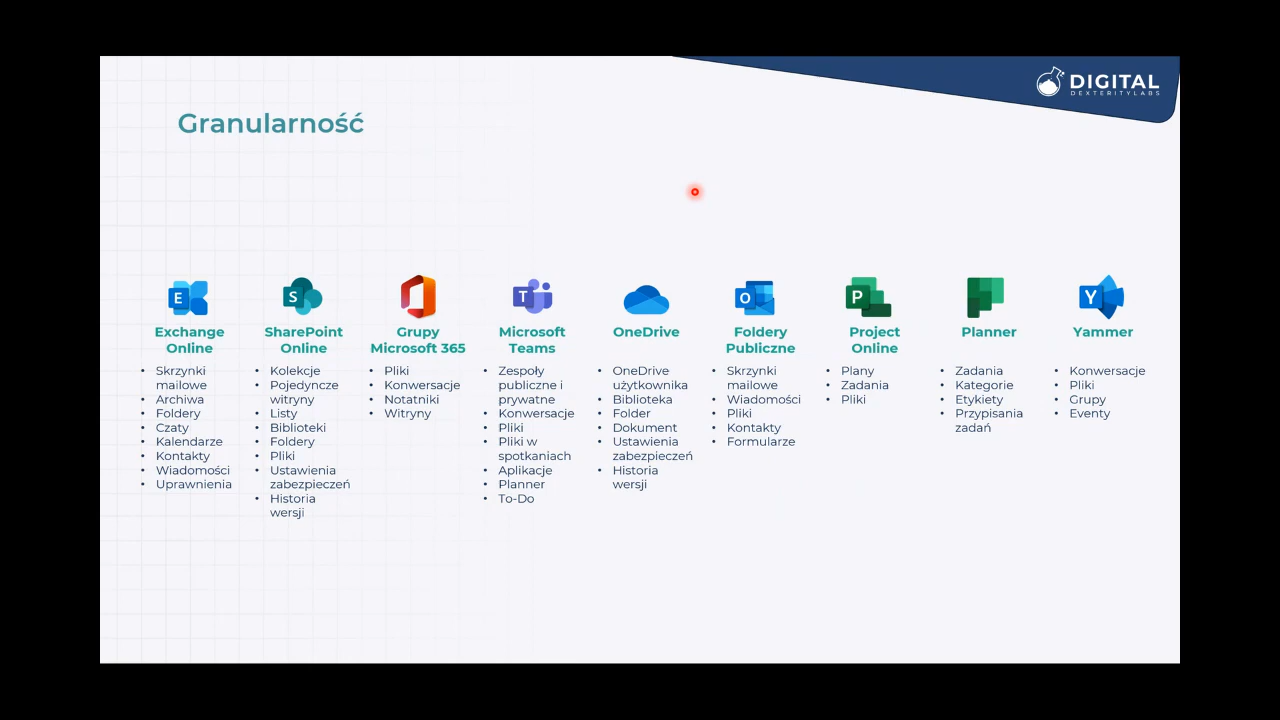 DIGITAL
DEXTERITYLABS
Granularność
E
Exchange
Online
Skrzynki
mailowe
Archiwa
Foldery
Czaty
Kalendarze
Kontakty
Wiadomości
Uprawnienia
S
SharePoint
Online
Kolekcje
Pojedyncze
witryny
Listy
Biblioteki
Foldery
Pliki
Ustawienia
zabezpieczeń
Historia
wersji
Grupy
Microsoft 365
Pliki
Konwersacje
Notatniki
Witryny
T
Microsoft
Teams
Zespoły
publiczne i
prywatne
Konwersacje
Pliki
Pliki w
spotkaniach
Aplikacje
Planner
To-Do
OneDrive
OneDrive
użytkownika
Biblioteka
Folder
Dokument
Ustawienia
zabezpieczeń
Historia
wersji
O
Foldery
Publiczne
Skrzynki
mailowe
Wiadomości
Pliki
Kontakty
Formularze
P
Project
Online
Plany
Zadania
Pliki
Planner
Zadania
Kategorie
Etykiety
Przypisania
zadań
Y
Yammer
Konwersacje
Pliki
Grupy
Eventy